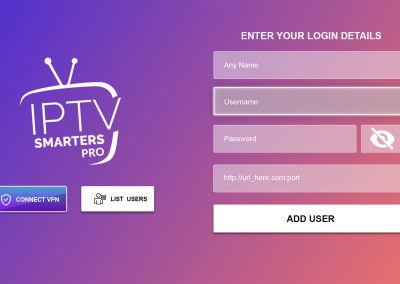 ENTER YOUR LOGIN DETAILS
Any Name
IPTV
SMARTERS
PRO
Username
Password
http://url_hero.com:port
CONNECT VPN
LIST USERS
ADD USER